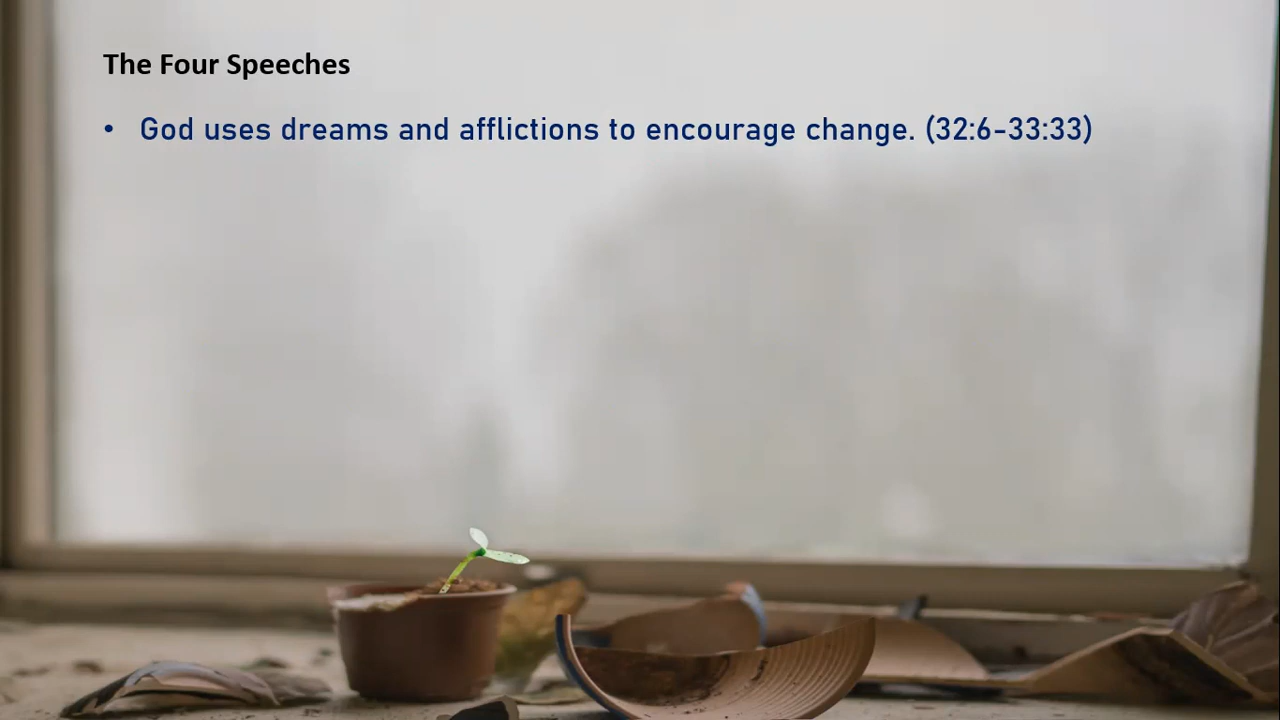 The Four Speeches
• God uses dreams and afflictions to encourage change. (32:6-33:33)